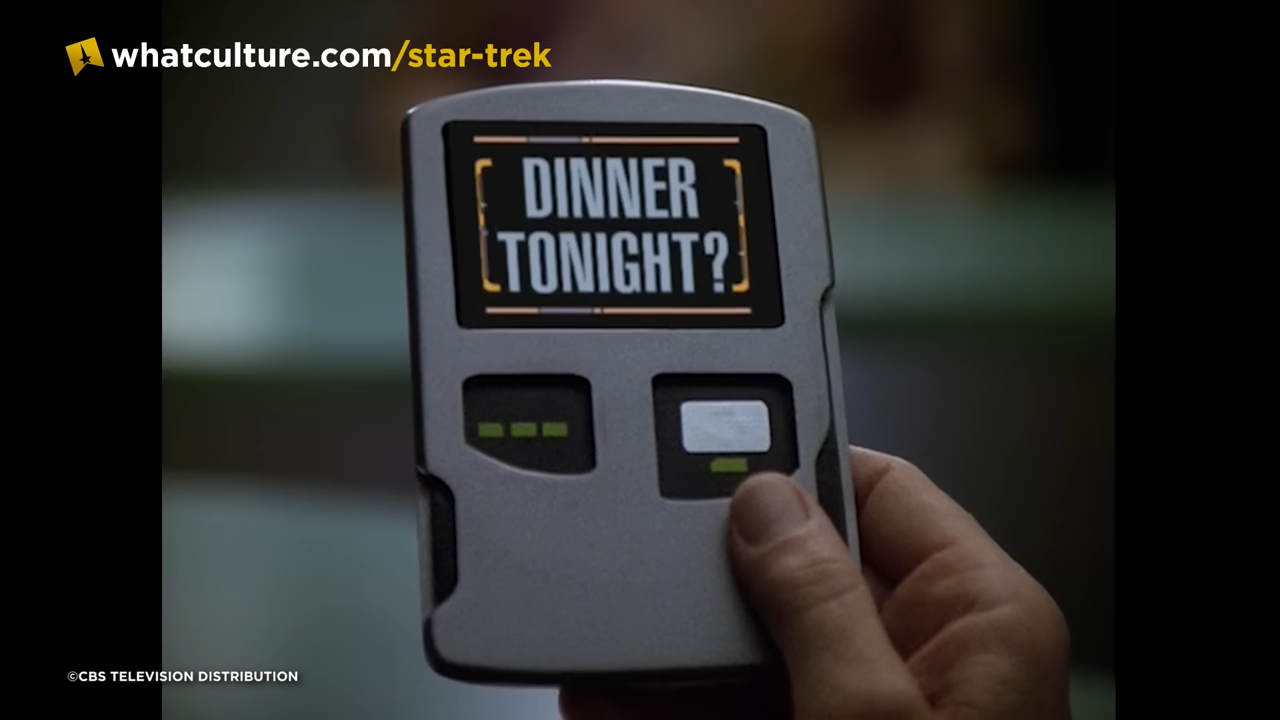 whatculture.com/star-trek
DINNER
TONIGHT?
©CBS TELEVISION DISTRIBUTION